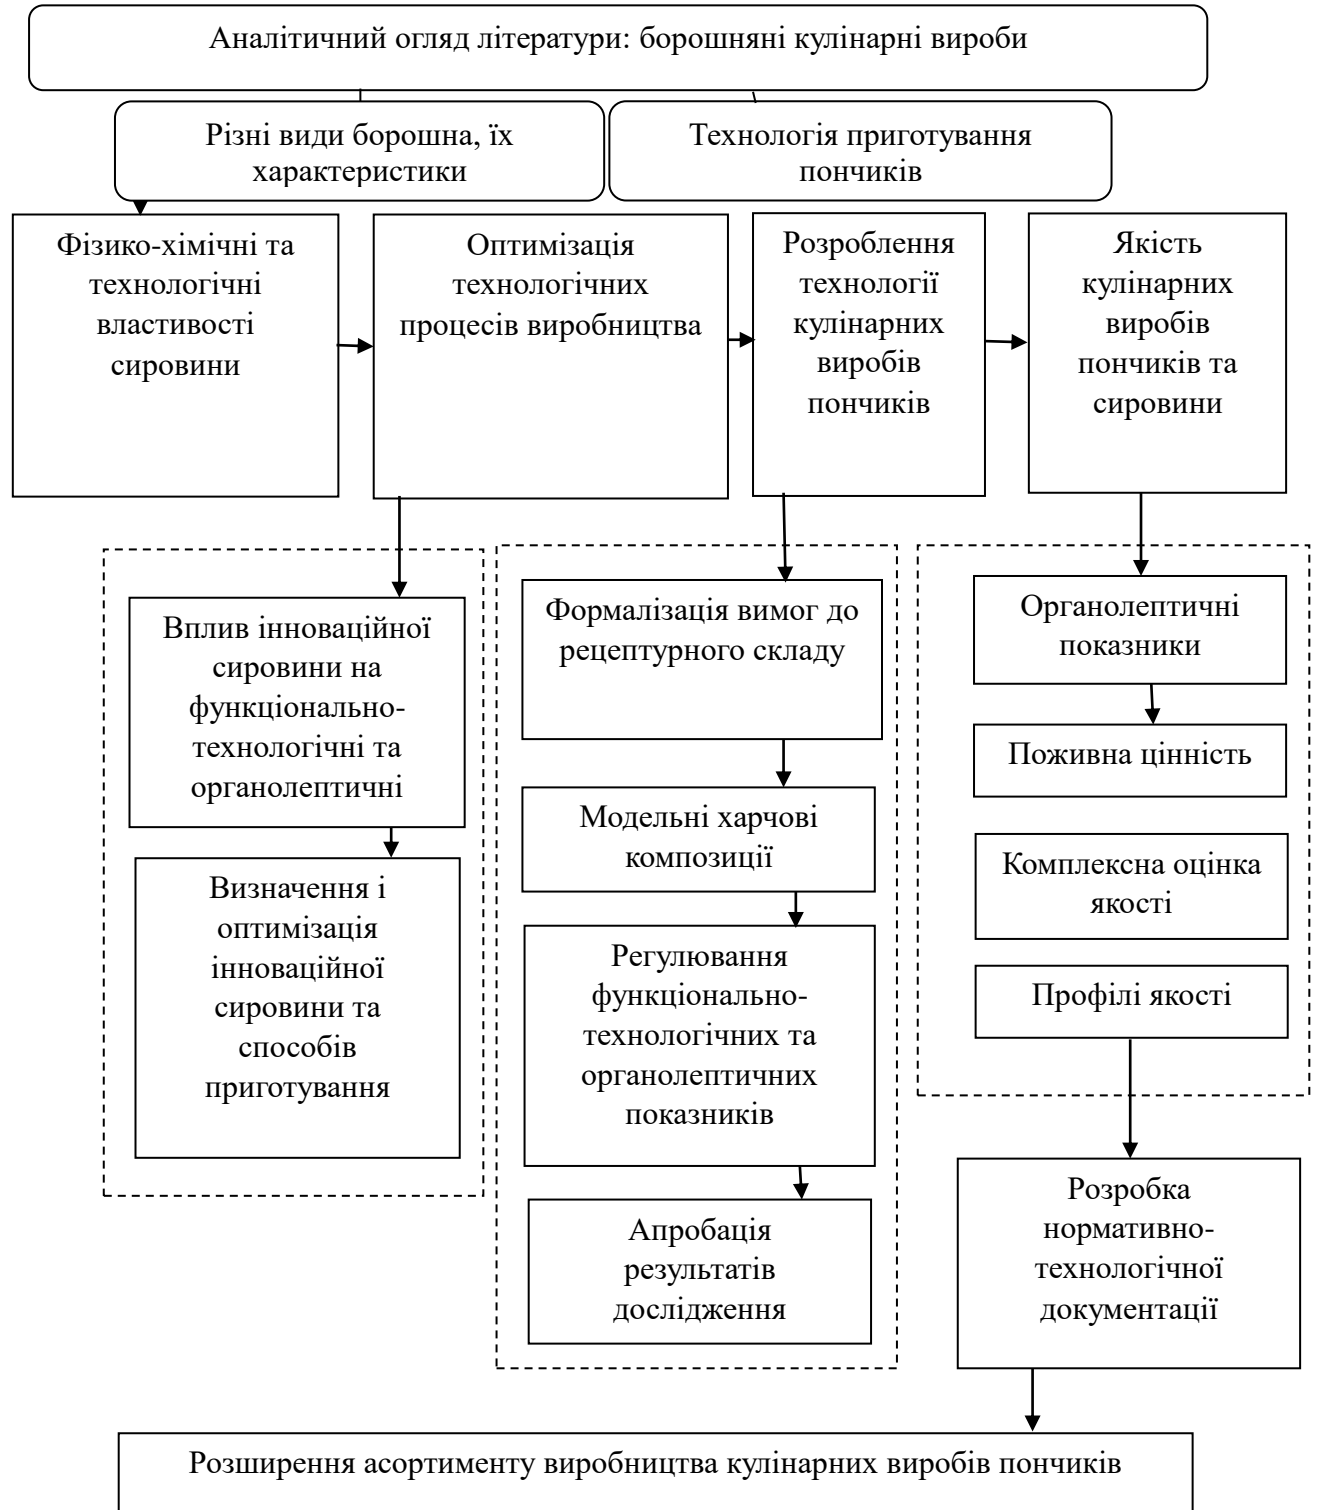 Аналітичний огляд літератури: борошняні кулінарні вироби
Різні види борошна, їх
характеристики
Технологія приготування
пончиків
Фізико-хімічні та
технологічні
властивості
сировини
Оптимізація
технологічних
процесів виробництва
Розроблення
технології
кулінарних
виробів
пончиків
Якість
кулінарних
виробів
пончиків та
сировини
Вплив інноваційної
сировини на
функціонально-
технологічні та
органолептичні
Визначення і
оптимізація
інноваційної
сировини та
способів
приготування
Формалізація вимог до
рецептурного складу
Модельні харчові
композиції
Регулювання
функціонально-
технологічних та
органолептичних
показників
Апробація
результатів
дослідження
Органолептичні
показники
Поживна цінність
Комплексна оцінка
якості
Профілі якості
Розробка
нормативно-
технологічної
документації
Розширення асортименту виробництва кулінарних виробів пончиків